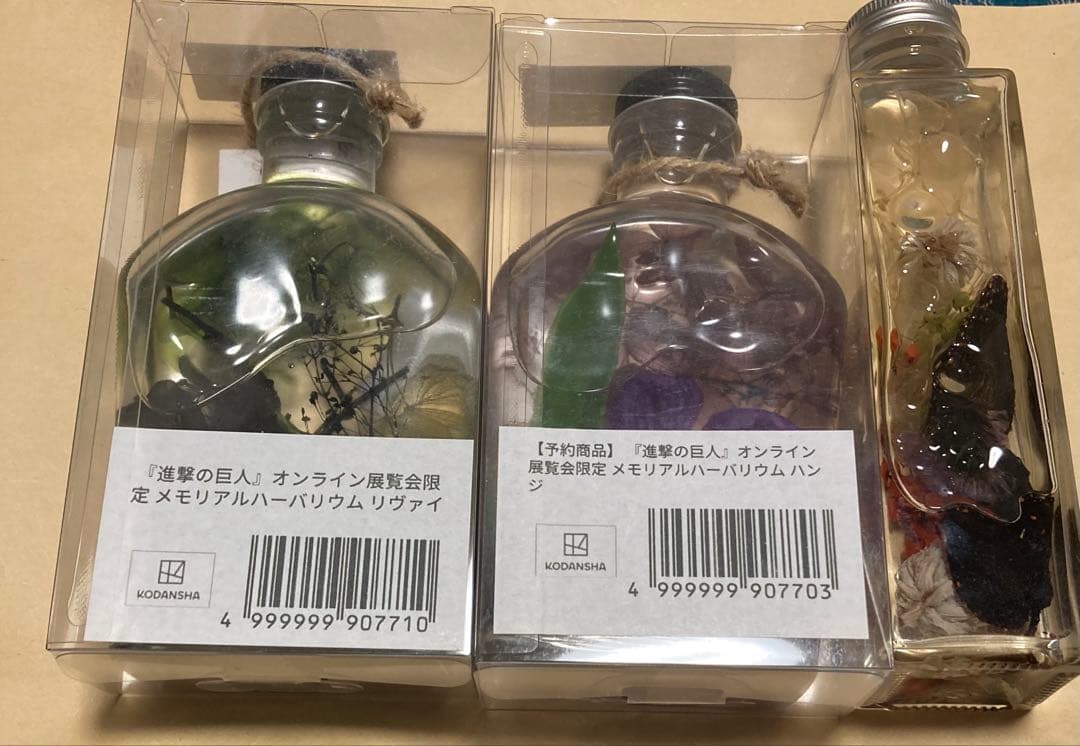 『進撃の巨人』オンライン展覧会限
定 メモリアルハーバリウム リヴァイ
KODANSHA
4 999999 907710
【予約商品】 『進撃の巨人』オンライン
展覧会限定 メモリアルハーバリウム ハン
ジ
KODANSHA
4 999999 907703